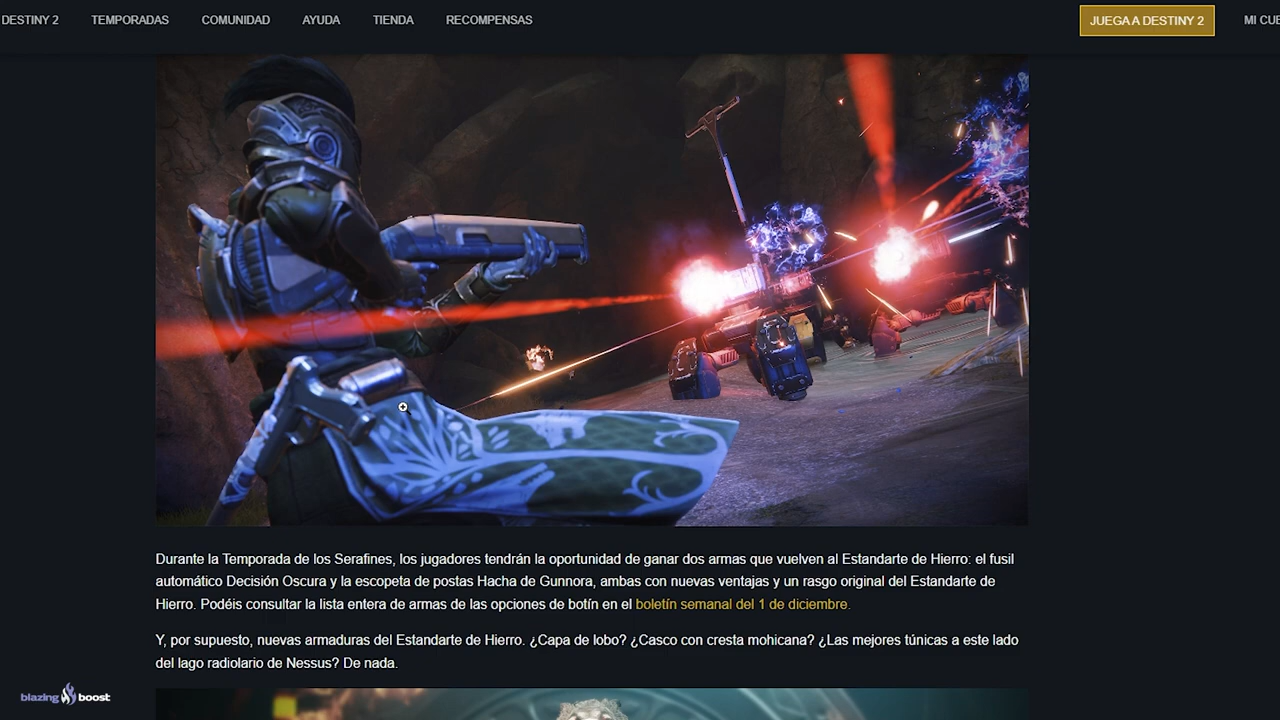 DESTINY 2 TEMPORADAS COMUNIDAD AYUDA TIENDA RECOMPENSAS JUEGA A DESTINY 2 MI CUE
Durante la Temporada de los Serafines, los jugadores tendrán la oportunidad de ganar dos armas que vuelven al Estandarte de Hierro: el fusil
automático Decisión Oscura y la escopeta de postas Hacha de Gunnora, ambas con nuevas ventajas y un rasgo original del Estandarte de
Hierro. Podéis consultar la lista entera de armas de las opciones de botín en el boletín semanal del 1 de diciembre.
Y, por supuesto, nuevas armaduras del Estandarte de Hierro. ¿Capa de lobo? ¿Casco con cresta mohicana? ¿Las mejores túnicas a este lado
del lago radiolario de Nessus? De nada.
blazing boost